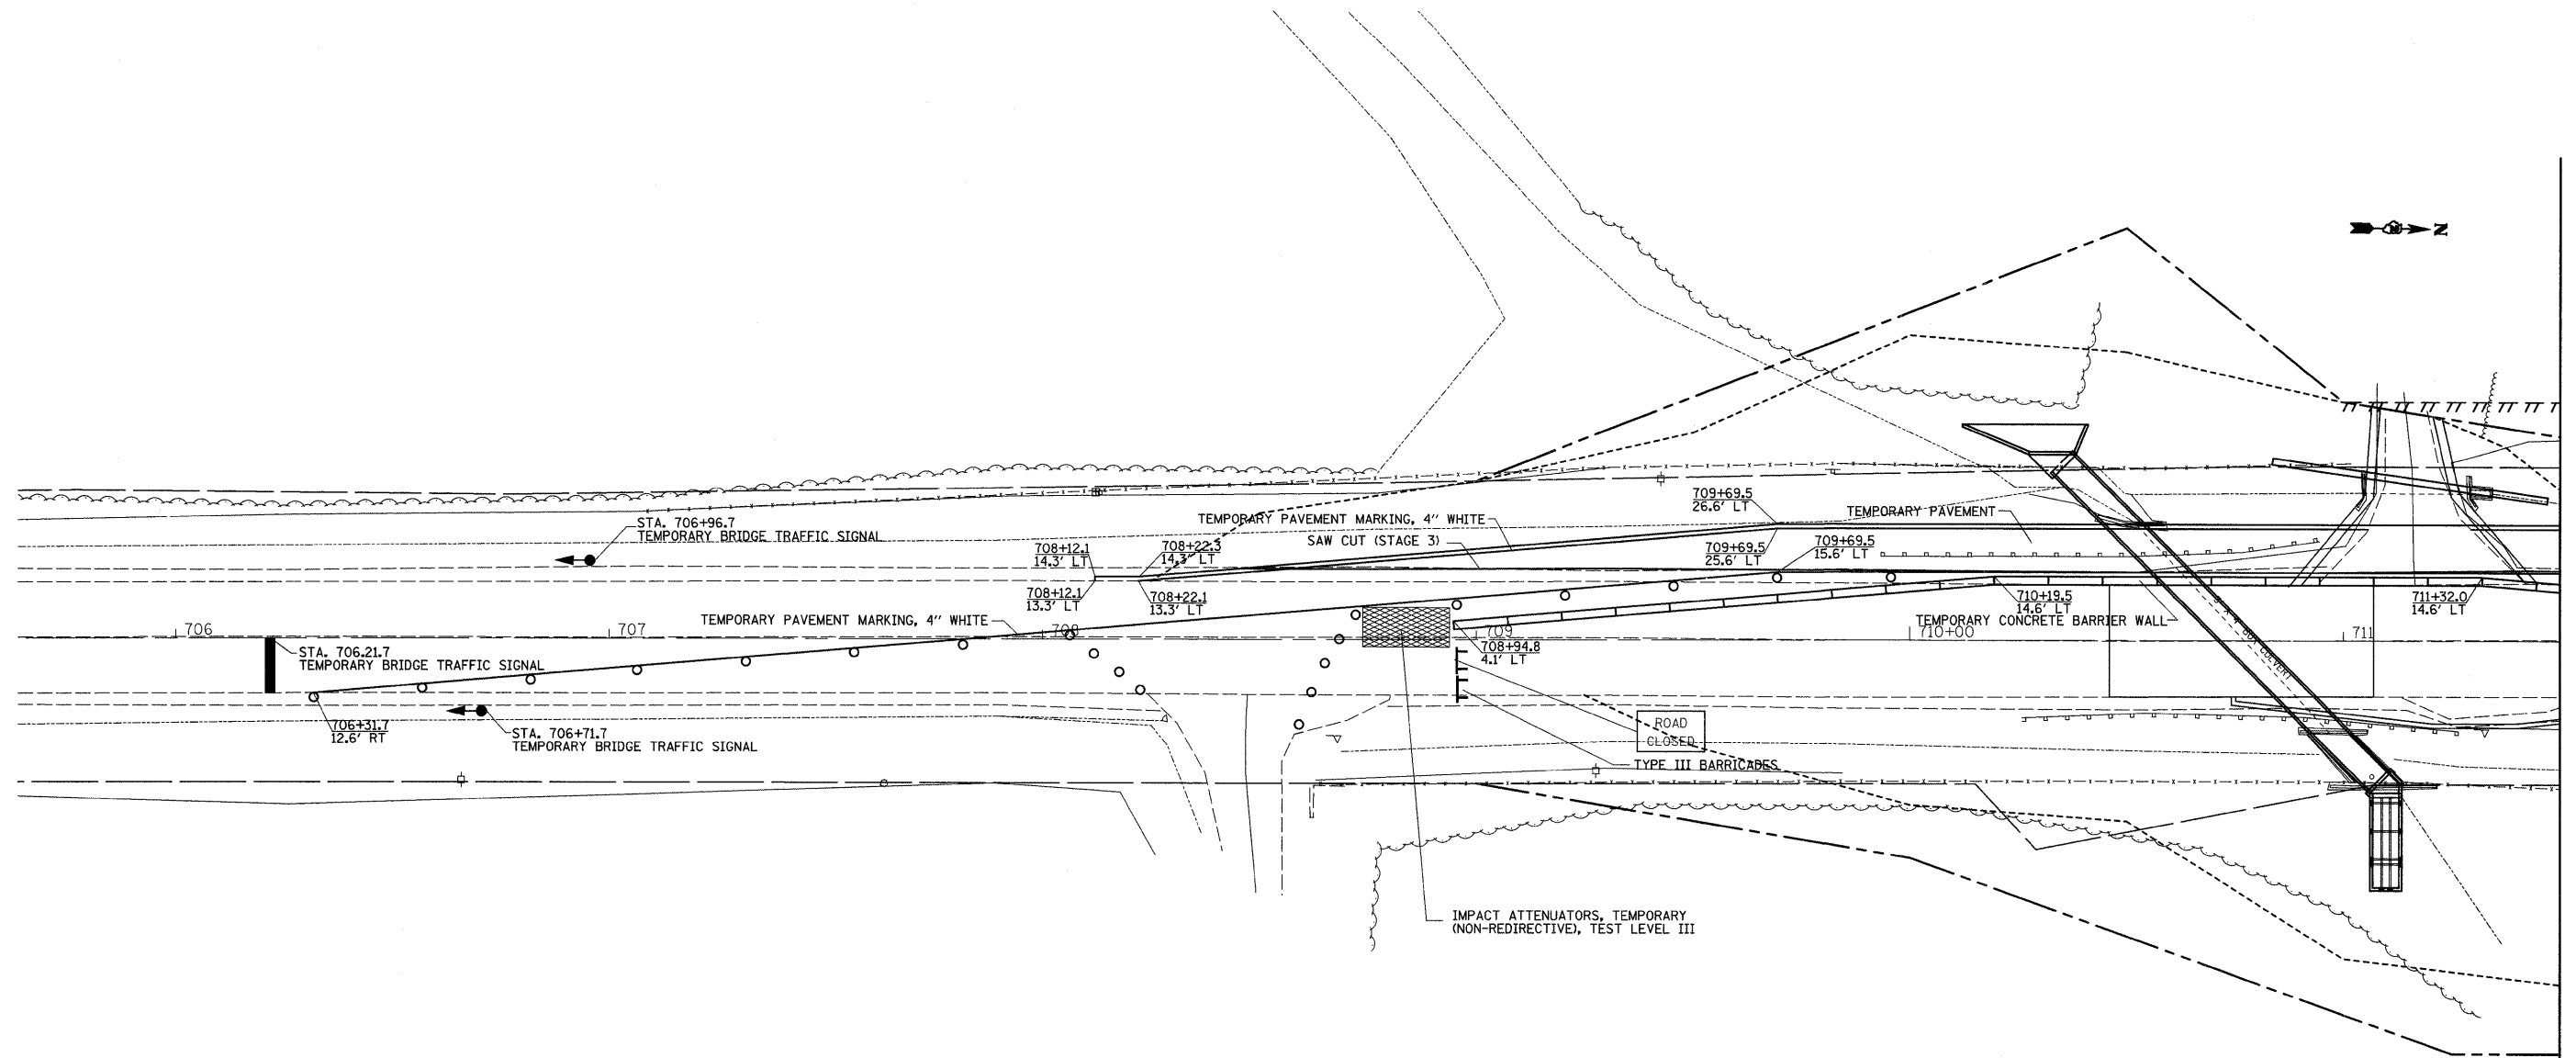 N
709+69.5
26.6' LT
TEMPORARY PAVEMENT
STA. 706+96.7
TEMPORARY BRIDGE TRAFFIC SIGNAL
TEMPORARY PAVEMENT MARKING, 4" WHITE
SAW CUT (STAGE 3)
708+12.1
14.3' LT
708+22.3
14.3' LT
709+69.5
25.6' LT
709+69.5
15.6' LT
708+12.1
13.3' LT
708+22.1
13.3' LT
710+19.5
14.6' LT
711+32.0
14.6' LT
TEMPORARY PAVEMENT MARKING, 4" WHITE
TEMPORARY CONCRETE BARRIER WALL
706
707
708
709
710+00
711
BOX CULVERT
STA. 706.21.7
TEMPORARY BRIDGE TRAFFIC SIGNAL
708+94.8
4.1' LT
706+31.7
12.6' RT
STA. 706+71.7
TEMPORARY BRIDGE TRAFFIC SIGNAL
ROAD
CLOSED
TYPE III BARRICADES
IMPACT ATTENUATORS, TEMPORARY
(NON-REDIRECTIVE), TEST LEVEL III